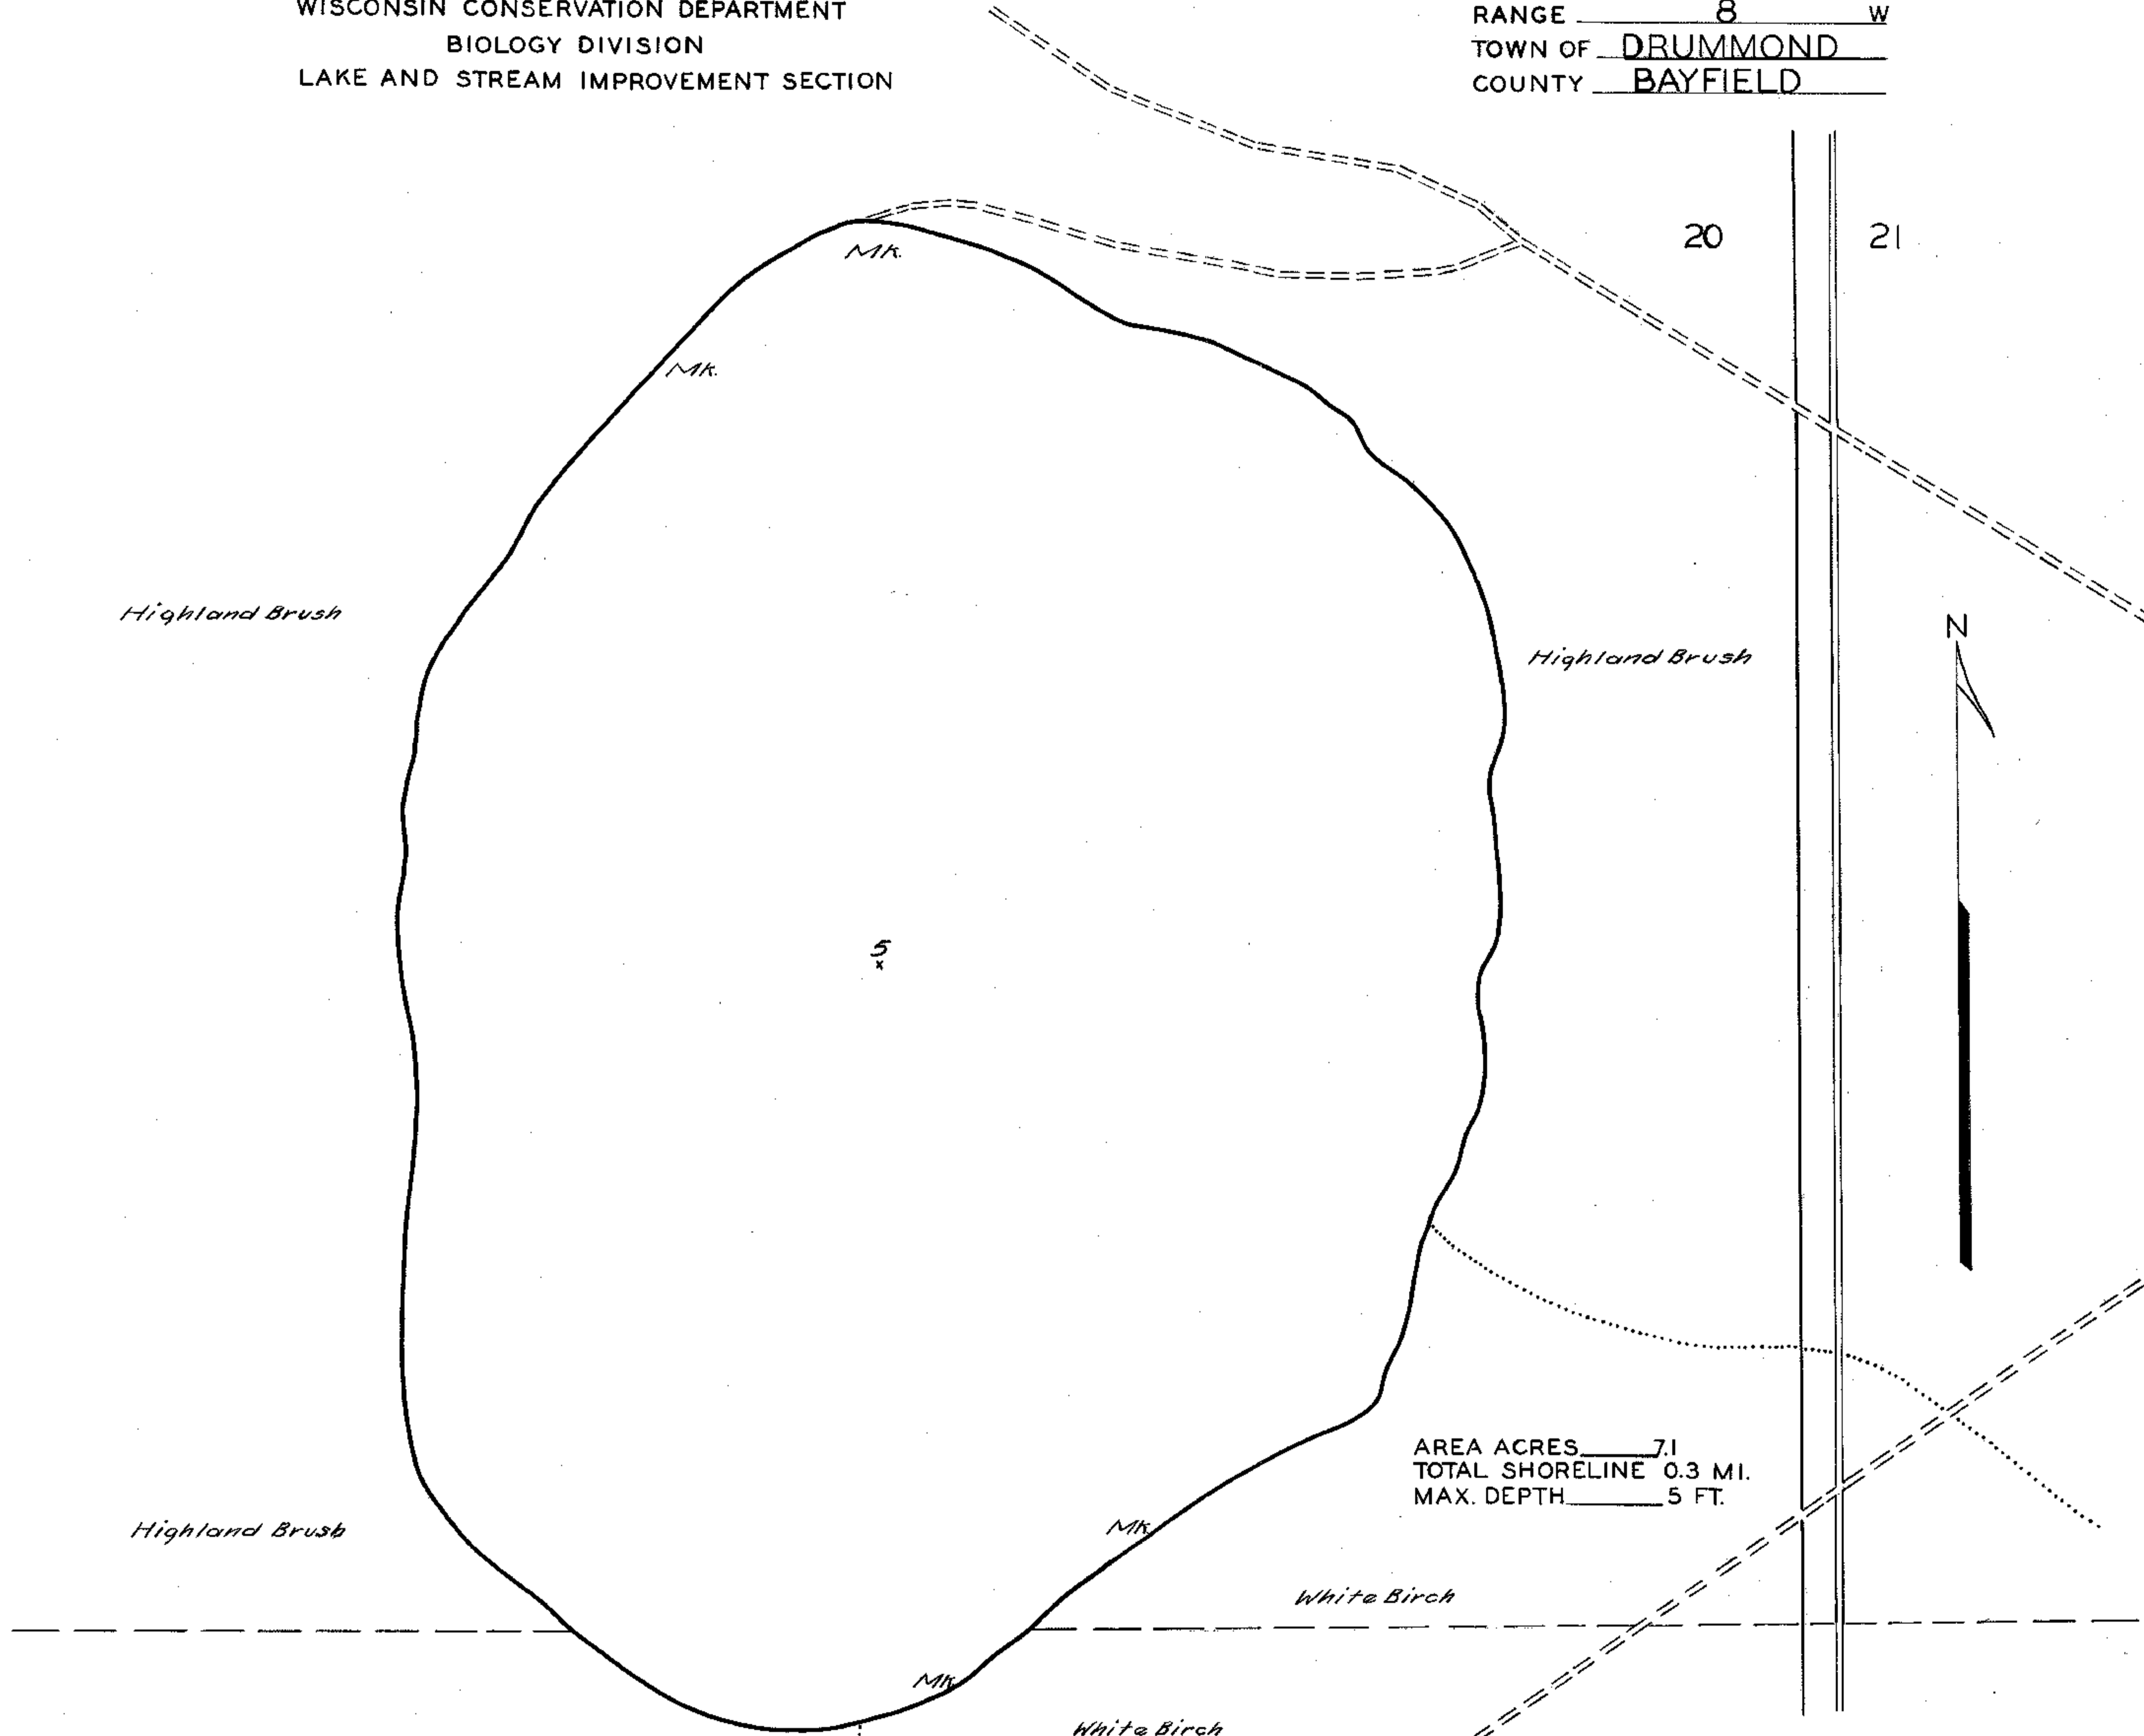 WISCONSIN CONSERVATION DEPARTMENT
BIOLOGY DIVISION
LAKE AND STREAM IMPROVEMENT SECTION
RANGE 8 W
TOWN OF DRUMMOND
COUNTY BAYFIELD
20 21
Mk.
Mk.
Highland Brush
N
Highland Brush
5
x
AREA ACRES 7.1
TOTAL SHORELINE 0.3 MI.
MAX. DEPTH 5 FT.
Highland Brush
Mk.
White Birch
Mk.
White Birch